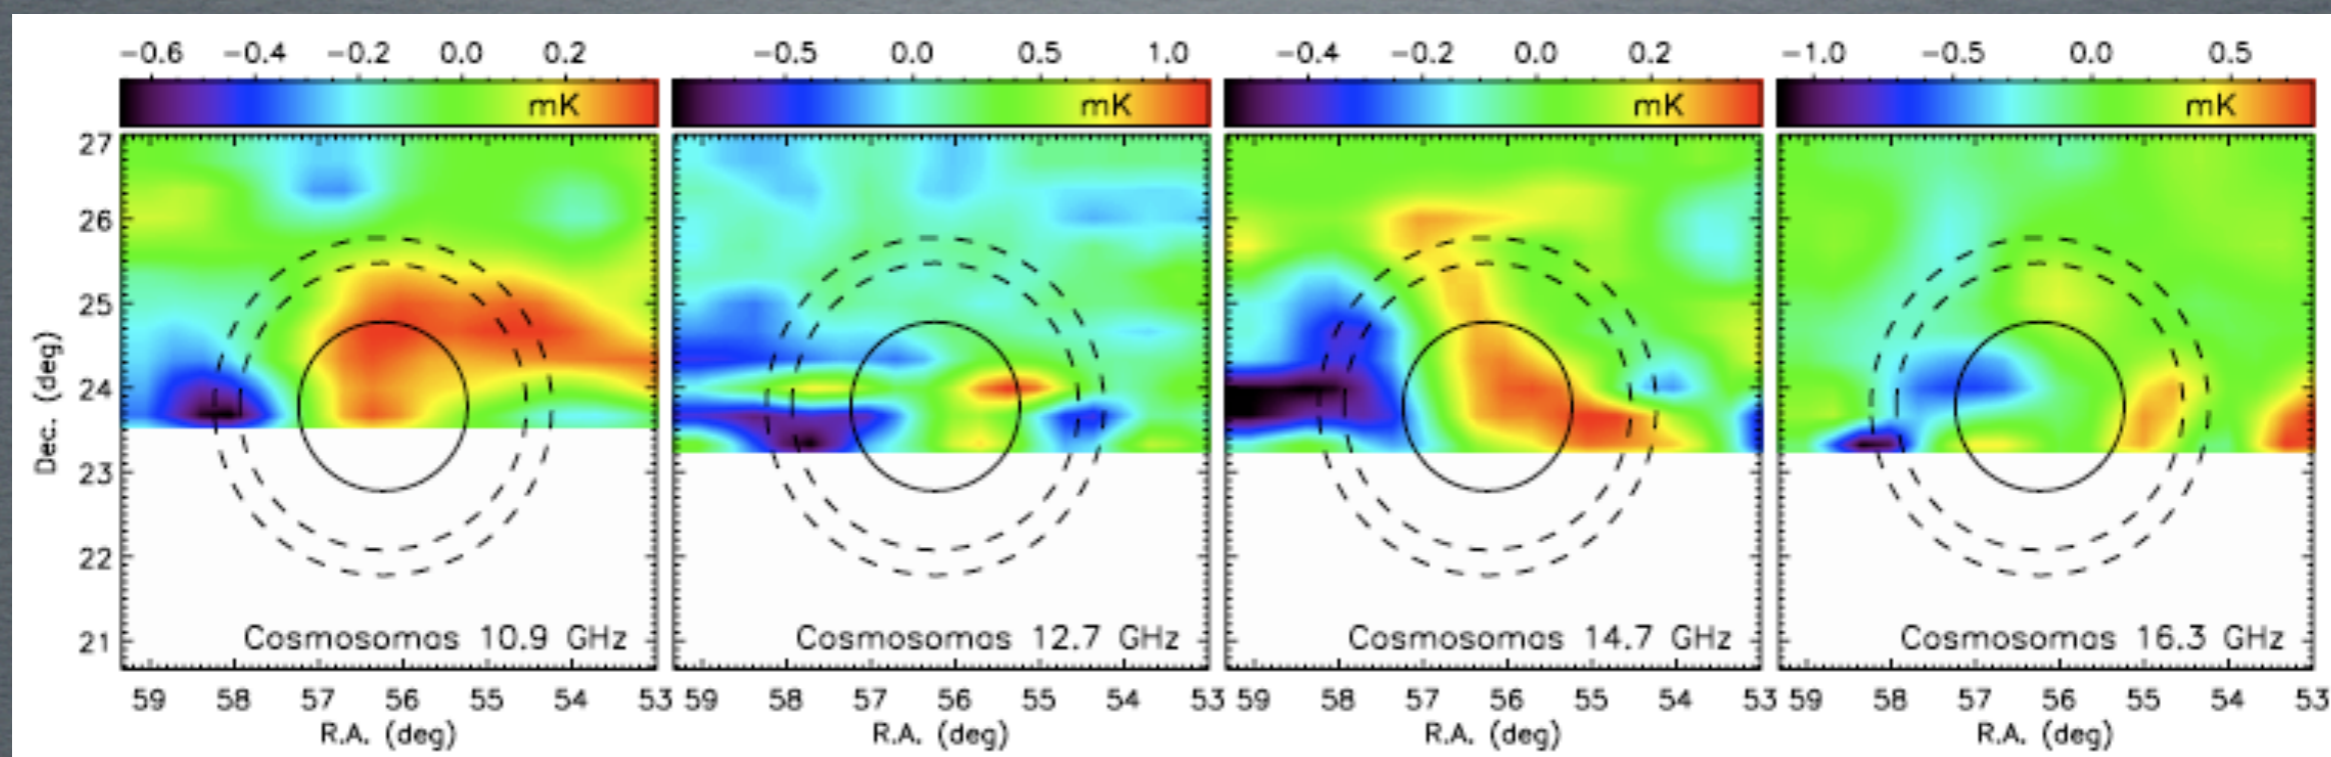 −0.6 −0.4 −0.2 0.0 0.2
mK
27
26
25
24
23
22
21
Dec. (deg)
Cosmosomas 10.9 GHz
59 58 57 56 55 54 53
R.A. (deg)
−0.5 0.0 0.5 1.0
mK
Cosmosomas 12.7 GHz
59 58 57 56 55 54 53
R.A. (deg)
−0.4 −0.2 0.0 0.2
mK
Cosmosomas 14.7 GHz
59 58 57 56 55 54 53
R.A. (deg)
−1.0 −0.5 0.0 0.5
mK
Cosmosomas 16.3 GHz
59 58 57 56 55 54 53
R.A. (deg)